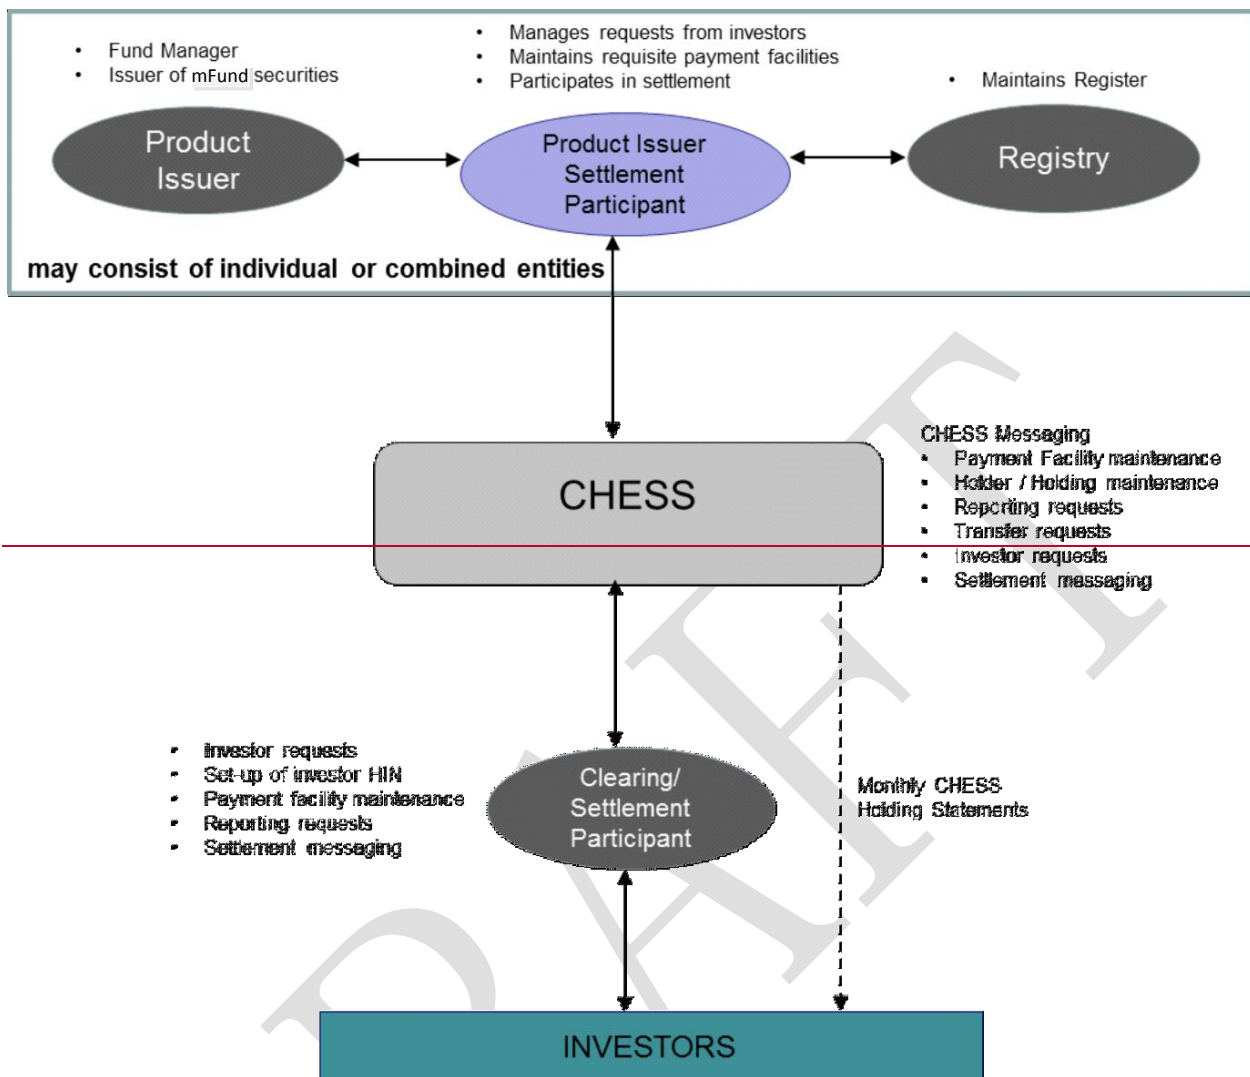 • Fund Manager
• Issuer of mFund securities
• Manages requests from investors
• Maintains requisite payment facilities
• Participates in settlement
• Maintains Register
Product
Issuer
Product Issuer
Settlement
Participant
Registry
may consist of individual or combined entities
CHESS
CHESS Messaging
• Payment Facility maintenance
• Holder / Holding maintenance
• Reporting requests
• Transfer requests
• Investor requests
• Settlement messaging
• Investor requests
• Set-up of investor HIN
• Payment facility maintenance
• Reporting requests
• Settlement messaging
Clearing/
Settlement
Participant
Monthly CHESS
Holding Statements
INVESTORS
DRAFT